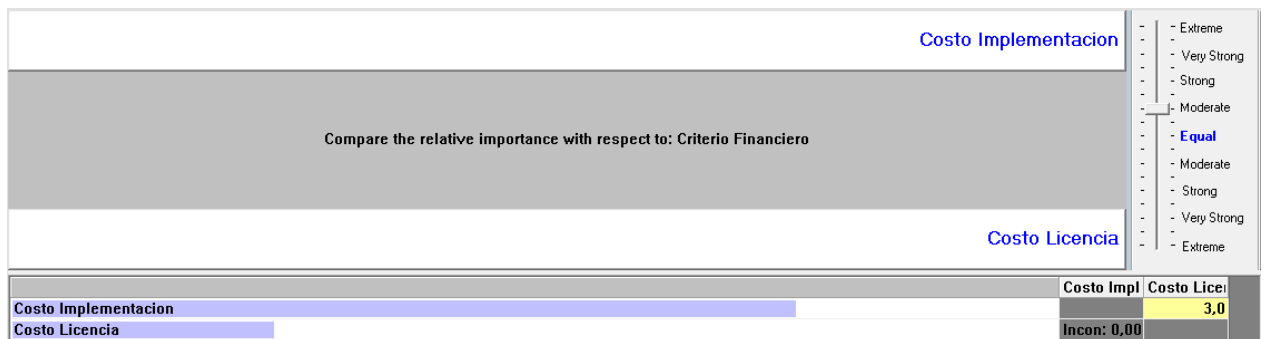 Costo Implementacion
Compare the relative importance with respect to: Criterio Financiero
Costo Licencia
Extreme
Very Strong
Strong
Moderate
Equal
Moderate
Strong
Very Strong
Extreme
Costo Impl Costo Lice
Costo Implementacion 3,0
Costo Licencia Incon: 0,00